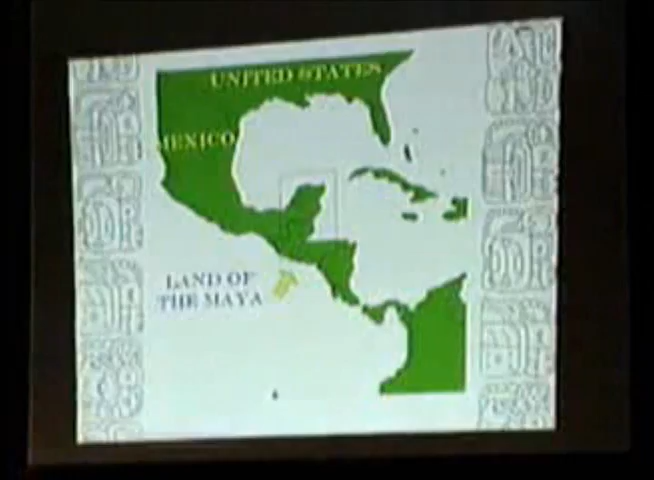 UNITED STATES
MEXICO
LAND OF
THE MAYA